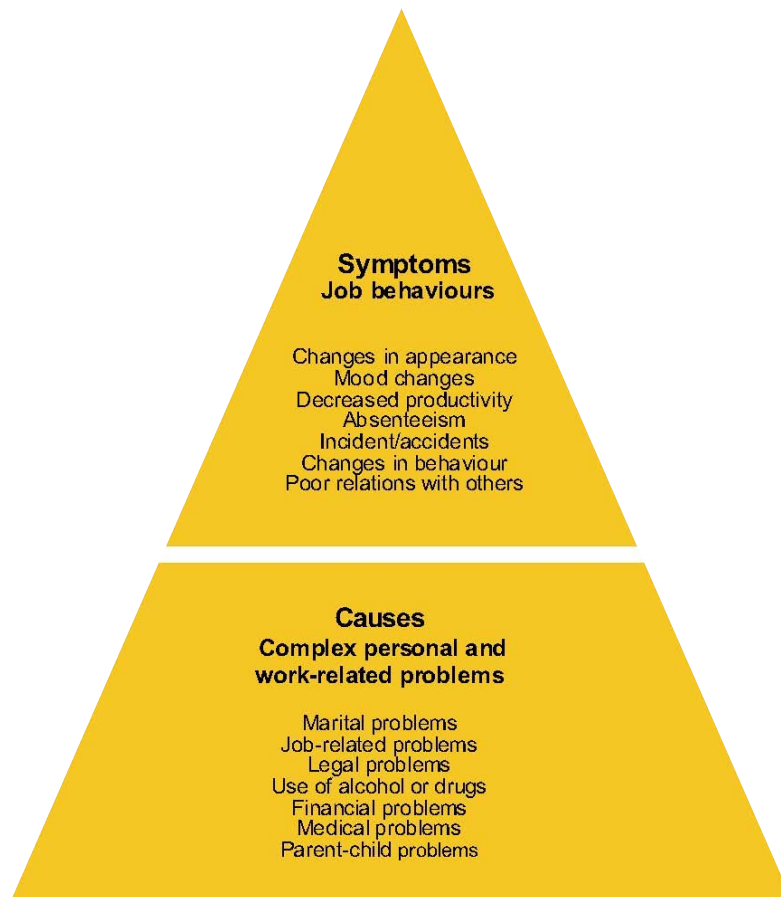 Symptoms
Job behaviours
Changes in appearance
Mood changes
Decreased productivity
Absenteeism
Incident/accidents
Changes in behaviour
Poor relations with others
Causes
Complex personal and
work-related problems
Marital problems
Job-related problems
Legal problems
Use of alcohol or drugs
Financial problems
Medical problems
Parent-child problems